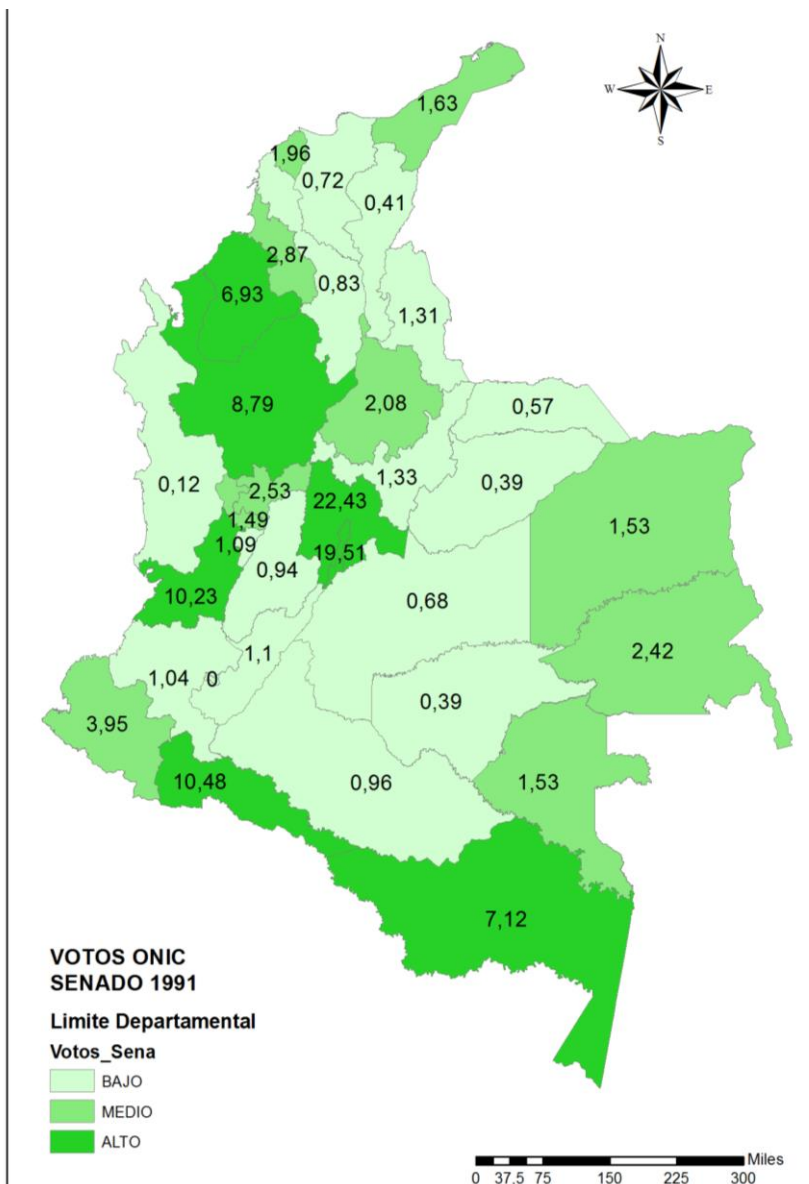 N
W E
S
1,63
1,96
0,72
0,41
2,87
0,83
6,93
1,31
8,79
2,08
0,57
0,12
2,53
22,43
1,33
0,39
1,49
1,53
1,09
19,51
0,94
10,23
0,68
2,42
1,1
1,04 0
0,39
3,95
10,48
0,96
1,53
7,12
VOTOS ONIC
SENADO 1991
Limite Departamental
Votos_Sena
BAJO
MEDIO
ALTO
Miles
0 37.5 75 150 225 300